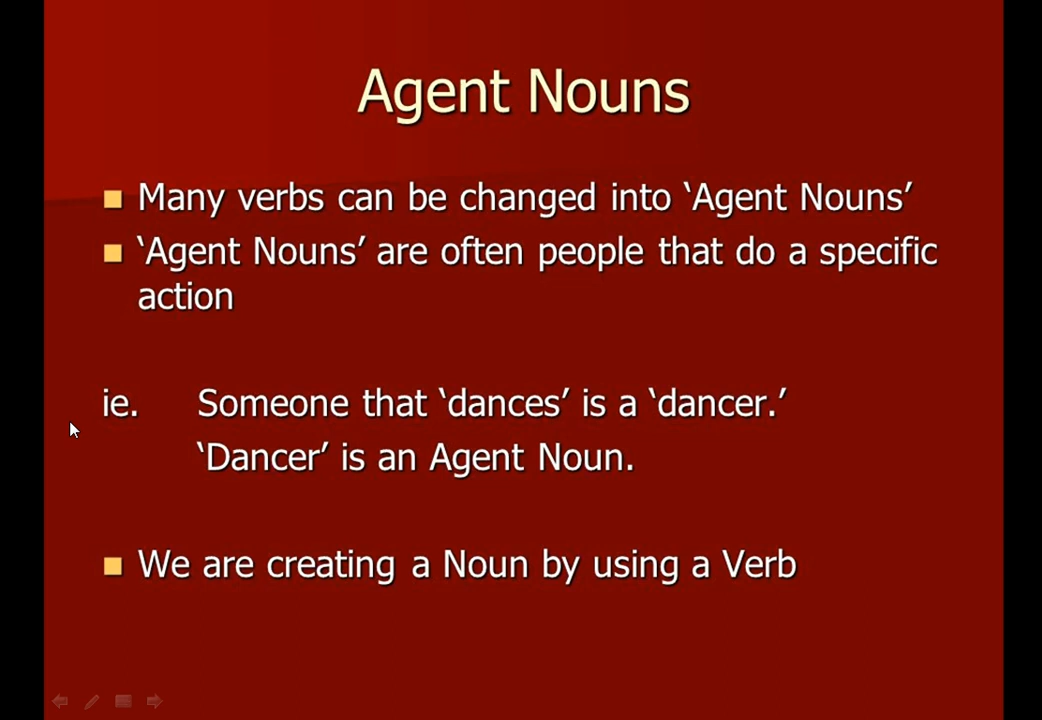 Agent Nouns
Many verbs can be changed into ‘Agent Nouns’
‘Agent Nouns’ are often people that do a specific
action
ie. Someone that ‘dances’ is a ‘dancer.’
‘Dancer’ is an Agent Noun.
We are creating a Noun by using a Verb